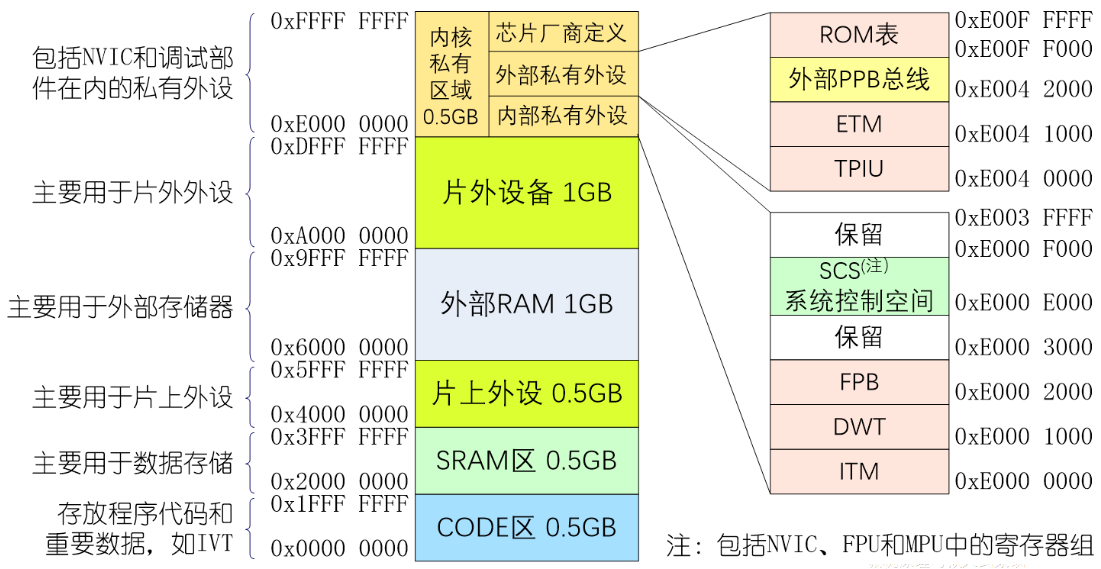 包括NVIC和调试部
件在内的私有外设
主要用于片外外设
主要用于外部存储器
主要用于片上外设
主要用于数据存储
存放程序代码和
重要数据，如IVT
0xFFFF FFFF
0xE000 0000
0xDFFF FFFF
0xA000 0000
0x9FFF FFFF
0x6000 0000
0x5FFF FFFF
0x4000 0000
0x3FFF FFFF
0x2000 0000
0x1FFF FFFF
0x0000 0000
内核
私有
区域
0.5GB
芯片厂商定义
外部私有外设
内部私有外设
片外设备 1GB
外部RAM 1GB
片上外设 0.5GB
SRAM区 0.5GB
CODE区 0.5GB
ROM表
外部PPB总线
ETM
TPIU
0xE00F FFFF
0xE00F F000
0xE004 2000
0xE004 1000
0xE004 0000
保留
SCS(注)
系统控制空间
保留
FPB
DWT
ITM
0xE003 FFFF
0xE000 F000
0xE000 E000
0xE000 3000
0xE000 2000
0xE000 1000
0xE000 0000
注：包括NVIC、FPU和MPU中的寄存器组